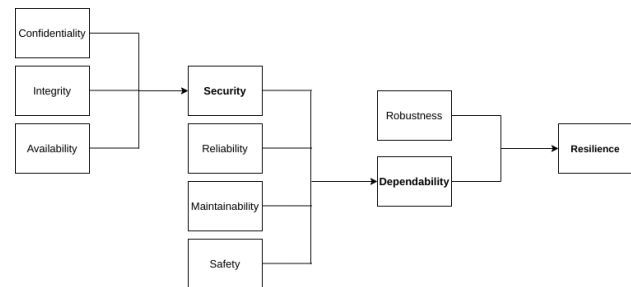 Confidentiality
Integrity
Availability
Security
Reliability
Maintainability
Safety
Robustness
Dependability
Resilience